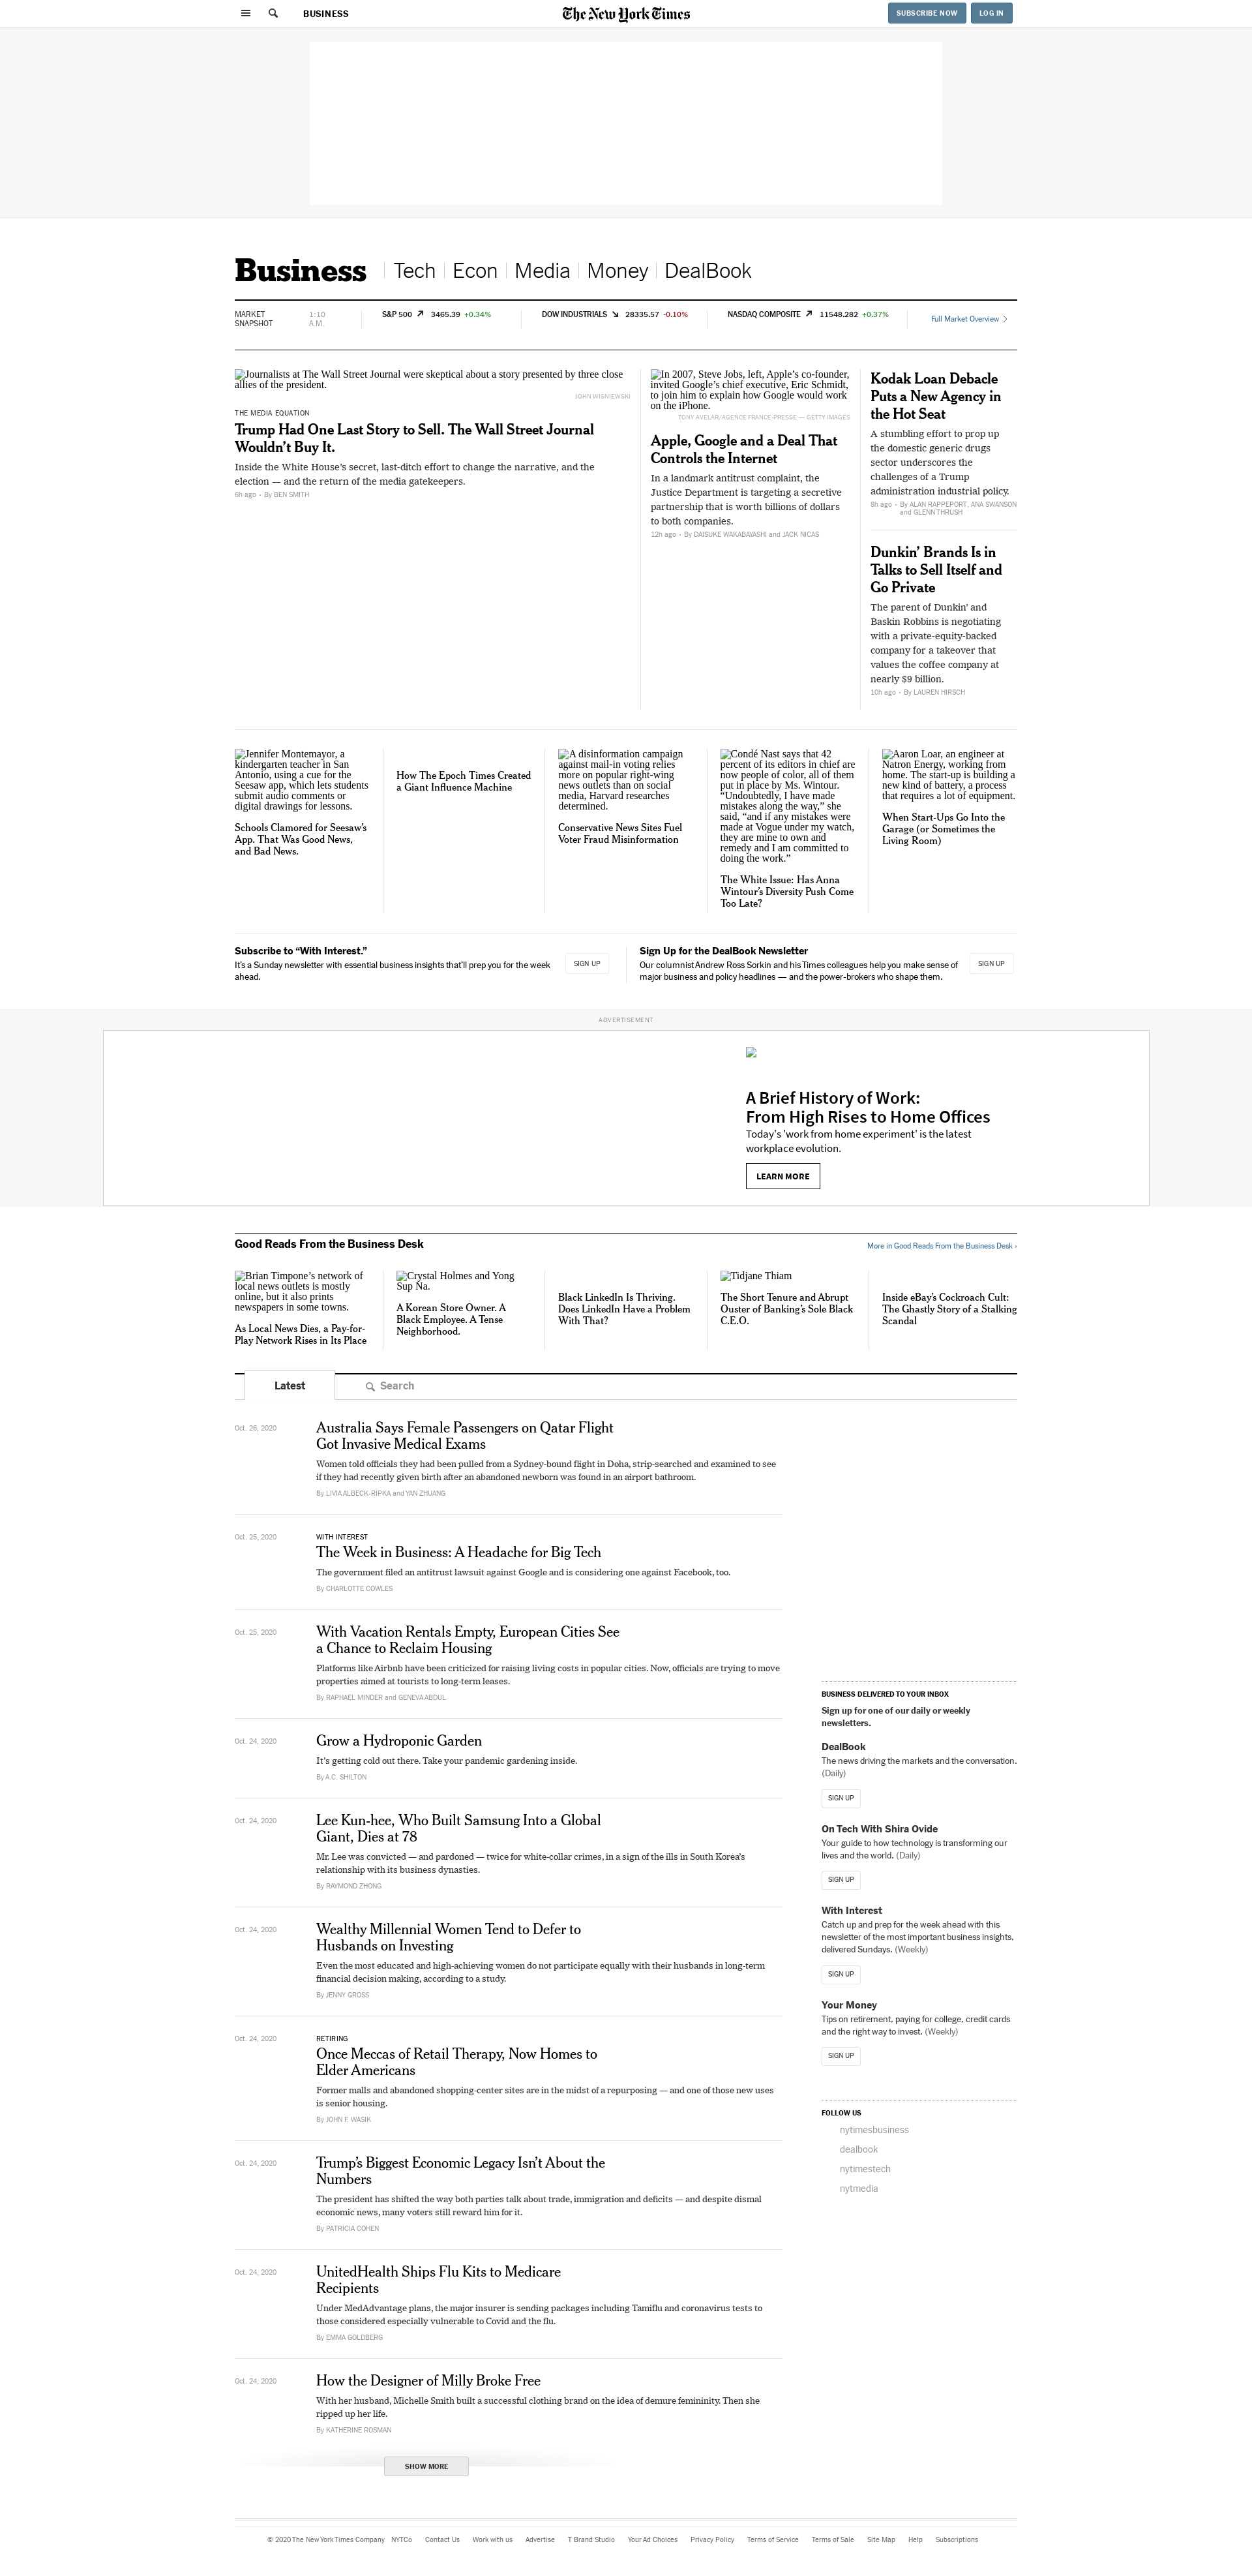 BUSINESS
The New York Times
SUBSCRIBE NOW
LOG IN
Business
Tech
Econ
Media
Money
DealBook
MARKET
SNAPSHOT
1:10
A.M.
S&P 500 3465.39 +0.34%
DOW INDUSTRIALS 28335.57 -0.10%
NASDAQ COMPOSITE 11548.282 +0.37%
Full Market Overview
Journalists at The Wall Street Journal were skeptical about a story presented by three close
allies of the president.
JOHN WISNIEWSKI
THE MEDIA EQUATION
Trump Had One Last Story to Sell. The Wall Street Journal
Wouldn’t Buy It.
Inside the White House’s secret, last-ditch effort to change the narrative, and the
election — and the return of the media gatekeepers.
6h ago • By BEN SMITH
In 2007, Steve Jobs, left, Apple’s co-founder,
invited Google’s chief executive, Eric Schmidt,
to join him to explain how Google would work
on the iPhone.
TONY AVELAR/AGENCE FRANCE-PRESSE — GETTY IMAGES
Apple, Google and a Deal That
Controls the Internet
In a landmark antitrust complaint, the
Justice Department is targeting a secretive
partnership that is worth billions of dollars
to both companies.
12h ago • By DAISUKE WAKABAYASHI and JACK NICAS
Kodak Loan Debacle
Puts a New Agency in
the Hot Seat
A stumbling effort to prop up
the domestic generic drugs
sector underscores the
challenges of a Trump
administration industrial policy.
8h ago • By ALAN RAPPEPORT, ANA SWANSON
and GLENN THRUSH
Dunkin’ Brands Is in
Talks to Sell Itself and
Go Private
The parent of Dunkin’ and
Baskin Robbins is negotiating
with a private-equity-backed
company for a takeover that
values the coffee company at
nearly $9 billion.
10h ago • By LAUREN HIRSCH
Jennifer Montemayor, a
kindergarten teacher in San
Antonio, using a cue for the
Seesaw app, which lets students
submit audio comments or
digital drawings for lessons.
Schools Clamored for Seesaw’s
App. That Was Good News,
and Bad News.
How The Epoch Times Created
a Giant Influence Machine
A disinformation campaign
against mail-in voting relies
more on popular right-wing
news outlets than on social
media, Harvard researches
determined.
Conservative News Sites Fuel
Voter Fraud Misinformation
Condé Nast says that 42
percent of its editors in chief are
now people of color, all of them
put in place by Ms. Wintour.
“Undoubtedly, I have made
mistakes along the way,” she
said, “and if any mistakes were
made at Vogue under my watch,
they are mine to own and
remedy and I am committed to
doing the work.”
The White Issue: Has Anna
Wintour’s Diversity Push Come
Too Late?
Aaron Loar, an engineer at
Natron Energy, working from
home. The start-up is building a
new kind of battery, a process
that requires a lot of equipment.
When Start-Ups Go Into the
Garage (or Sometimes the
Living Room)
Subscribe to “With Interest.”
It’s a Sunday newsletter with essential business insights that’ll prep you for the week
ahead.
SIGN UP
Sign Up for the DealBook Newsletter
Our columnist Andrew Ross Sorkin and his Times colleagues help you make sense of
major business and policy headlines — and the power-brokers who shape them.
SIGN UP
ADVERTISEMENT
A Brief History of Work:
From High Rises to Home Offices
Today's 'work from home experiment' is the latest
workplace evolution.
LEARN MORE
Good Reads From the Business Desk
More in Good Reads From the Business Desk ›
Brian Timpone’s network of
local news outlets is mostly
online, but it also prints
newspapers in some towns.
As Local News Dies, a Pay-for-
Play Network Rises in Its Place
Crystal Holmes and Yong
Sup Na.
A Korean Store Owner. A
Black Employee. A Tense
Neighborhood.
Black LinkedIn Is Thriving.
Does LinkedIn Have a Problem
With That?
Tidjane Thiam
The Short Tenure and Abrupt
Ouster of Banking’s Sole Black
C.E.O.
Inside eBay’s Cockroach Cult:
The Ghastly Story of a Stalking
Scandal
Latest
Search
Oct. 26, 2020
Australia Says Female Passengers on Qatar Flight
Got Invasive Medical Exams
Women told officials they had been pulled from a Sydney-bound flight in Doha, strip-searched and examined to see
if they had recently given birth after an abandoned newborn was found in an airport bathroom.
By LIVIA ALBECK-RIPKA and YAN ZHUANG
Oct. 25, 2020
WITH INTEREST
The Week in Business: A Headache for Big Tech
The government filed an antitrust lawsuit against Google and is considering one against Facebook, too.
By CHARLOTTE COWLES
Oct. 25, 2020
With Vacation Rentals Empty, European Cities See
a Chance to Reclaim Housing
Platforms like Airbnb have been criticized for raising living costs in popular cities. Now, officials are trying to move
properties aimed at tourists to long-term leases.
By RAPHAEL MINDER and GENEVA ABDUL
Oct. 24, 2020
Grow a Hydroponic Garden
It’s getting cold out there. Take your pandemic gardening inside.
By A.C. SHILTON
Oct. 24, 2020
Lee Kun-hee, Who Built Samsung Into a Global
Giant, Dies at 78
Mr. Lee was convicted — and pardoned — twice for white-collar crimes, in a sign of the ills in South Korea’s
relationship with its business dynasties.
By RAYMOND ZHONG
Oct. 24, 2020
Wealthy Millennial Women Tend to Defer to
Husbands on Investing
Even the most educated and high-achieving women do not participate equally with their husbands in long-term
financial decision making, according to a study.
By JENNY GROSS
Oct. 24, 2020
RETIRING
Once Meccas of Retail Therapy, Now Homes to
Elder Americans
Former malls and abandoned shopping-center sites are in the midst of a repurposing — and one of those new uses
is senior housing.
By JOHN F. WASIK
Oct. 24, 2020
Trump’s Biggest Economic Legacy Isn’t About the
Numbers
The president has shifted the way both parties talk about trade, immigration and deficits — and despite dismal
economic news, many voters still reward him for it.
By PATRICIA COHEN
Oct. 24, 2020
UnitedHealth Ships Flu Kits to Medicare
Recipients
Under MedAdvantage plans, the major insurer is sending packages including Tamiflu and coronavirus tests to
those considered especially vulnerable to Covid and the flu.
By EMMA GOLDBERG
Oct. 24, 2020
How the Designer of Milly Broke Free
With her husband, Michelle Smith built a successful clothing brand on the idea of demure femininity. Then she
ripped up her life.
By KATHERINE ROSMAN
SHOW MORE
BUSINESS DELIVERED TO YOUR INBOX
Sign up for one of our daily or weekly
newsletters.
DealBook
The news driving the markets and the conversation.
(Daily)
SIGN UP
On Tech With Shira Ovide
Your guide to how technology is transforming our
lives and the world. (Daily)
SIGN UP
With Interest
Catch up and prep for the week ahead with this
newsletter of the most important business insights,
delivered Sundays. (Weekly)
SIGN UP
Your Money
Tips on retirement, paying for college, credit cards
and the right way to invest. (Weekly)
SIGN UP
FOLLOW US
nytimesbusiness
dealbook
nytimestech
nytmedia
© 2020 The New York Times Company NYTCo Contact Us Work with us Advertise T Brand Studio Your Ad Choices Privacy Policy Terms of Service Terms of Sale Site Map Help Subscriptions